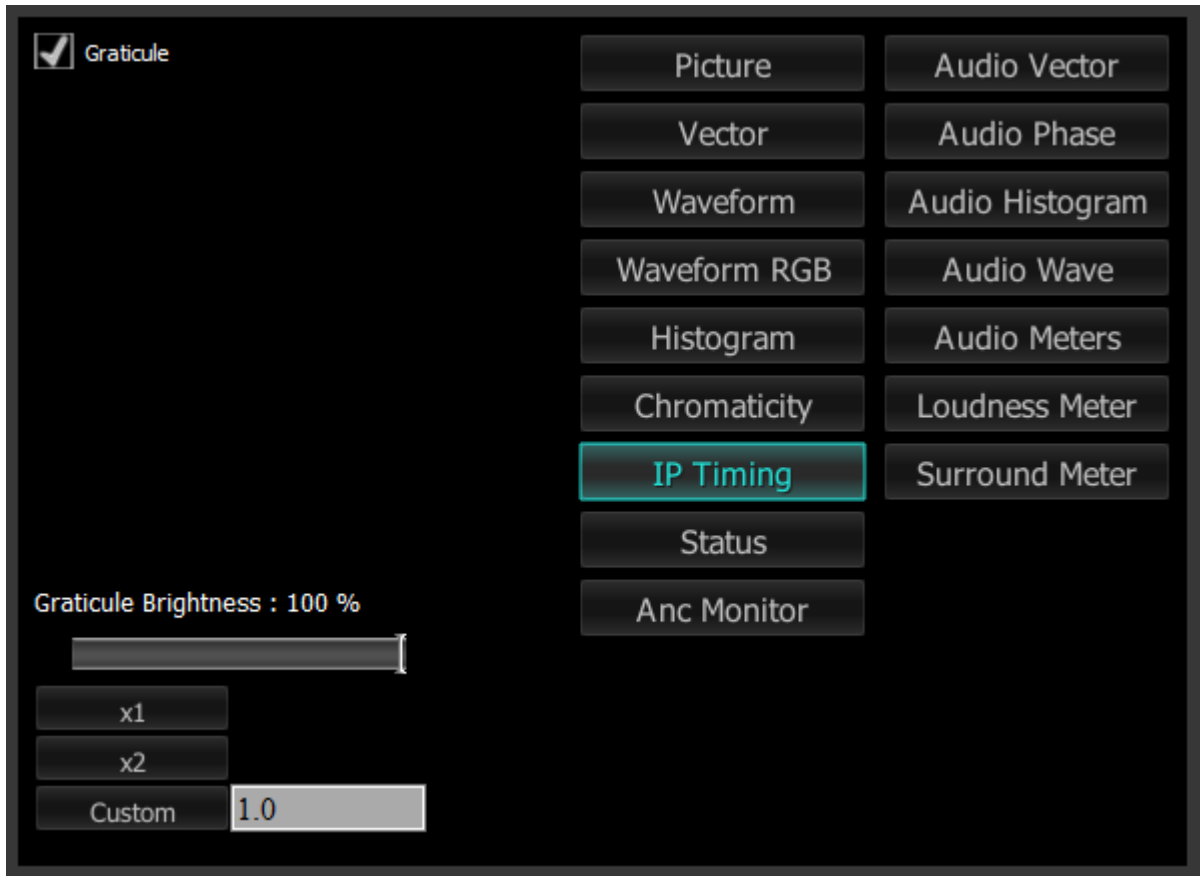 Graticule
Picture
Audio Vector
Vector
Audio Phase
Waveform
Audio Histogram
Waveform RGB
Audio Wave
Histogram
Audio Meters
Chromaticity
Loudness Meter
IP Timing
Surround Meter
Status
Anc Monitor
Graticule Brightness : 100 %
x1
x2
Custom
1.0